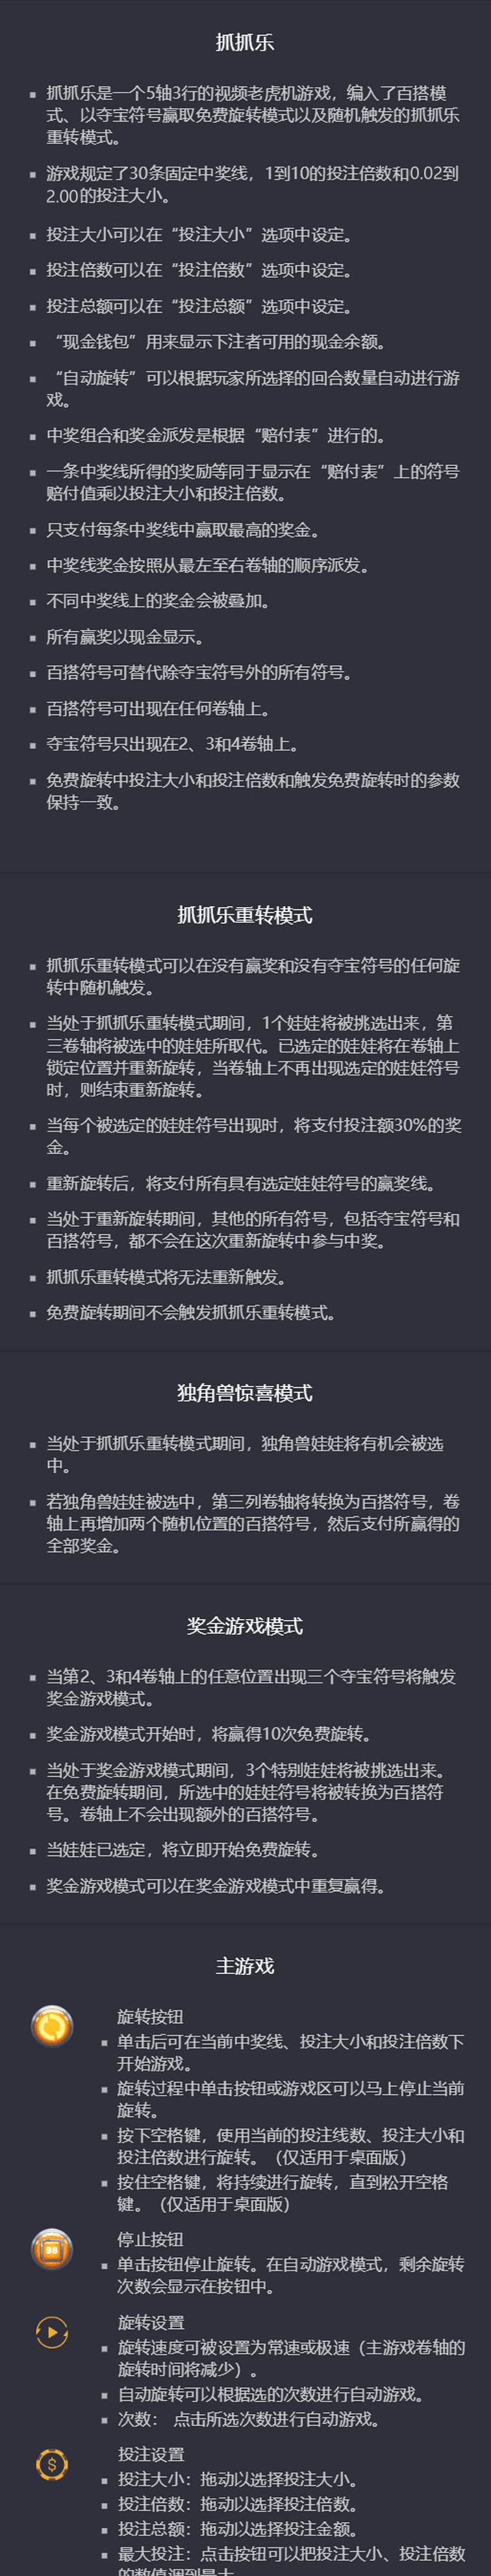 抓抓乐
抓抓乐是一个5轴3行的视频老虎机游戏，编入了百搭模
式、以夺宝符号赢取免费旋转模式以及随机触发的抓抓乐
重转模式。
游戏规定了30条固定中奖线，1到10的投注倍数和0.02到
2.00的投注大小。
投注大小可以在“投注大小”选项中设定。
投注倍数可以在“投注倍数”选项中设定。
投注总额可以在“投注总额”选项中设定。
“现金钱包”用来显示下注者可用的现金余额。
“自动旋转”可以根据玩家所选择的回合数量自动进行游
戏。
中奖组合和奖金派发是根据“赔付表”进行的。
一条中奖线所得的奖励等同于显示在“赔付表”上的符号
赔付值乘以投注大小和投注倍数。
只支付每条中奖线中赢取最高的奖金。
中奖线奖金按照从最左至右卷轴的顺序派发。
不同中奖线上的奖金会被叠加。
所有赢奖以现金显示。
百搭符号可替代除夺宝符号外的所有符号。
百搭符号可出现在任何卷轴上。
夺宝符号只出现在2、3和4卷轴上。
免费旋转中投注大小和投注倍数和触发免费旋转时的参数
保持一致。
抓抓乐重转模式
抓抓乐重转模式可以在没有赢奖和没有夺宝符号的任何旋
转中随机触发。
当处于抓抓乐重转模式期间，1个娃娃将被挑选出来，第
三卷轴将被选中的娃娃所取代。已选定的娃娃将在卷轴上
锁定位置并重新旋转，当卷轴上不再出现选定的娃娃符号
时，则结束重新旋转。
当每个被选定的娃娃符号出现时，将支付投注额30%的奖
金。
重新旋转后，将支付所有具有选定娃娃符号的赢奖线。
当处于重新旋转期间，其他的所有符号，包括夺宝符号和
百搭符号，都不会在这次重新旋转中参与中奖。
抓抓乐重转模式将无法重新触发。
免费旋转期间不会触发抓抓乐重转模式。
独角兽惊喜模式
当处于抓抓乐重转模式期间，独角兽娃娃将有机会被选
中。
若独角兽娃娃被选中，第三列卷轴将转换为百搭符号，卷
轴上再增加两个随机位置的百搭符号，然后支付所赢得的
全部奖金。
奖金游戏模式
当第2、3和4卷轴上的任意位置出现三个夺宝符号将触发
奖金游戏模式。
奖金游戏模式开始时，将赢得10次免费旋转。
当处于奖金游戏模式期间，3个特别娃娃将被挑选出来。
在免费旋转期间，所选中的娃娃符号将被转换为百搭符
号。卷轴上不会出现额外的百搭符号。
当娃娃已选定，将立即开始免费旋转。
奖金游戏模式可以在奖金游戏模式中重复赢得。
主游戏
旋转按钮
单击后可在当前中奖线、投注大小和投注倍数下
开始游戏。
旋转过程中单击按钮或游戏区可以马上停止当前
旋转。
按下空格键，使用当前的投注线数、投注大小和
投注倍数进行旋转。（仅适用于桌面版）
按住空格键，将持续进行旋转，直到松开空格
键。（仅适用于桌面版）
98
停止按钮
单击按钮停止旋转。在自动游戏模式，剩余旋转
次数会显示在按钮中。
旋转设置
旋转速度可被设置为常速或极速（主游戏卷轴的
旋转时间将减少）。
自动旋转可以根据选的次数进行自动游戏。
次数： 点击所选次数进行自动游戏。
$
投注设置
投注大小：拖动以选择投注大小。
投注倍数：拖动以选择投注倍数。
投注总额：拖动以选择投注金额。
最大投注：点击按钮可以把投注大小、投注倍数
的数值调到最大